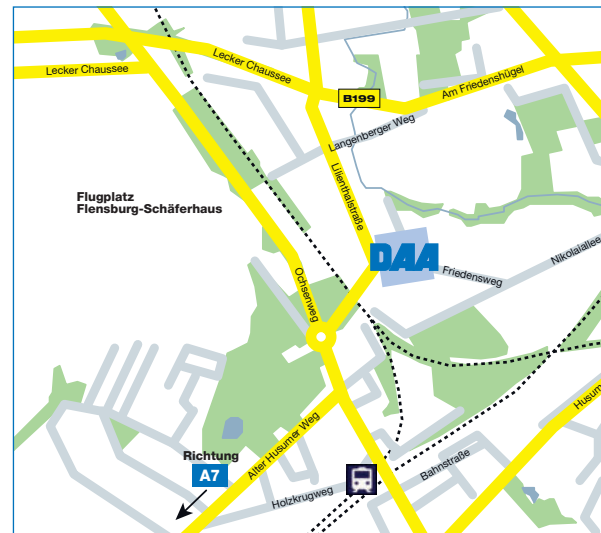 Lecker Chaussee
Lecker Chaussee
B199
Am Friedenshügel
Langenberger Weg
Lilienthalstraße
Flugplatz
Flensburg-Schäferhaus
DAA
Friedensweg
Nikolaiallee
Ochsenweg
Husum
Alter Husumer Weg
Richtung
A7
Bahnstraße
Holzkrugweg